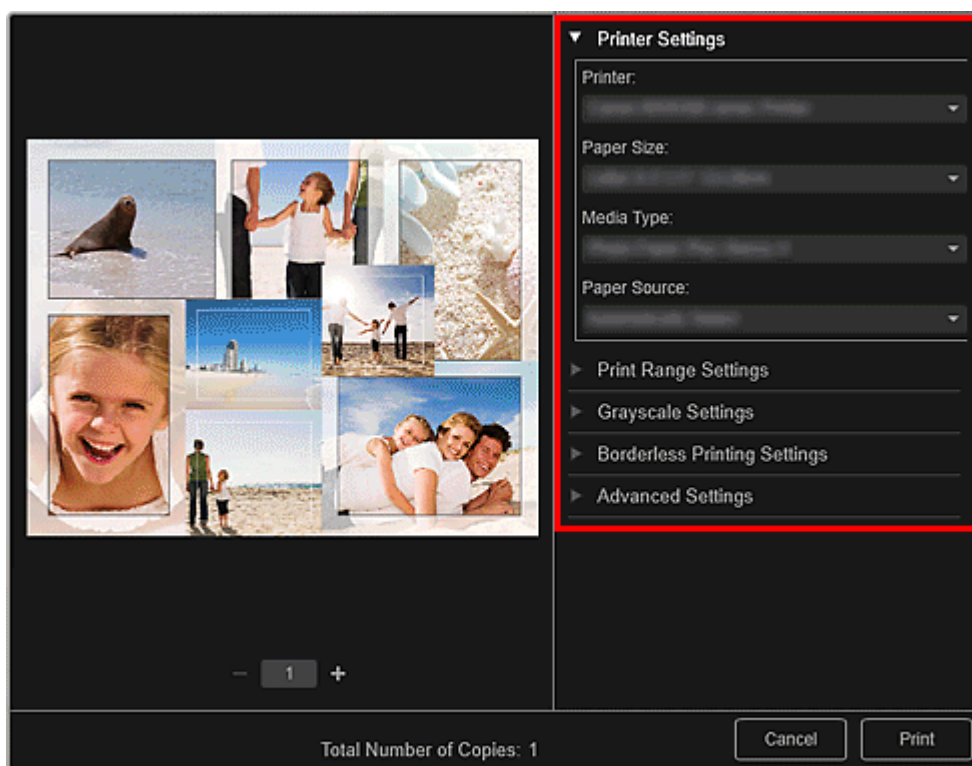 Printer Settings
Printer:
Paper Size:
Media Type:
Paper Source:
Print Range Settings
Grayscale Settings
Borderless Printing Settings
Advanced Settings
1
Total Number of Copies: 1
Cancel
Print